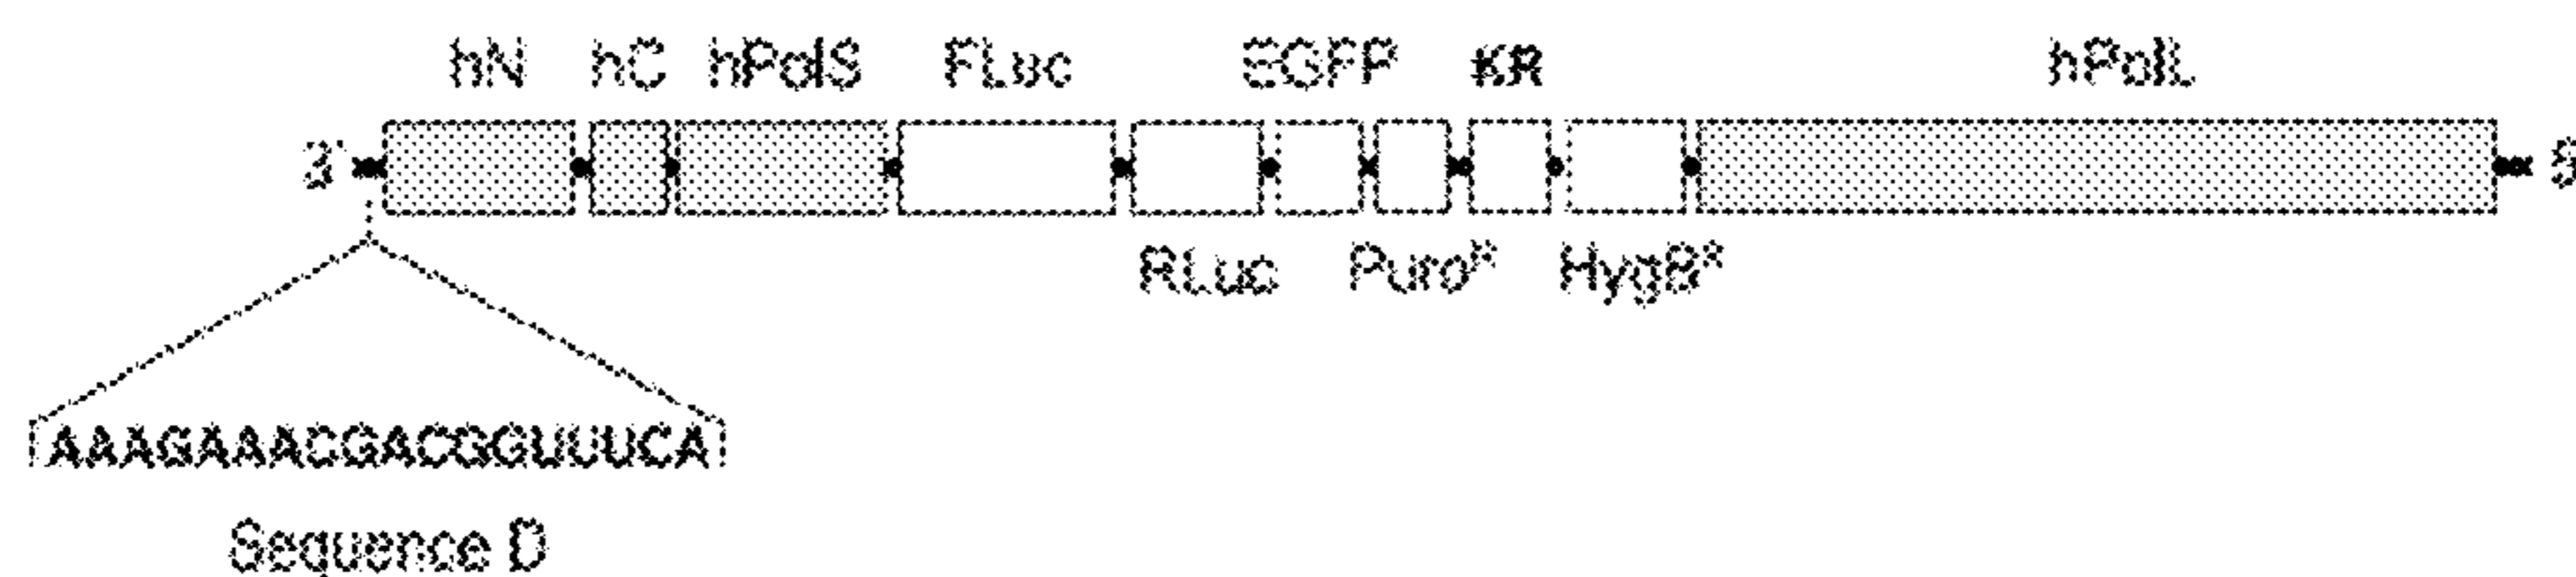 hN hC hPolS FLuc EGFP KR hPolL
3' 5
RLuc Puroᴿ HygBᴿ
AAAGAAACGACGGUUUCA
Sequence D